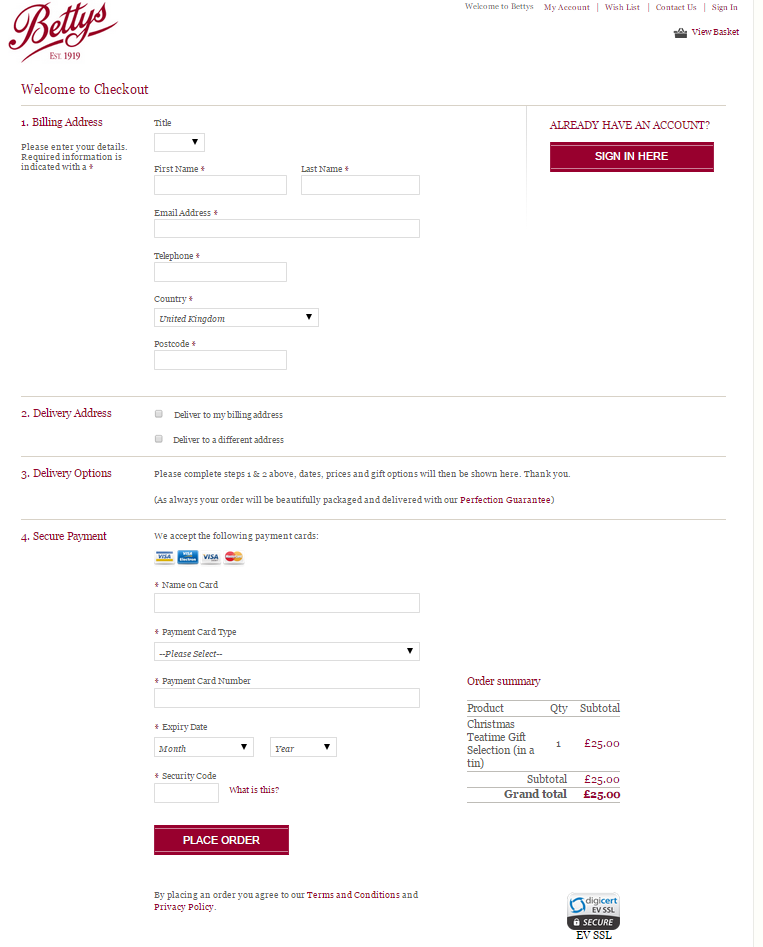 Bettys
EST. 1919
Welcome to Bettys My Account | Wish List | Contact Us | Sign In
View Basket
Welcome to Checkout
1. Billing Address
Please enter your details.
Required information is
indicated with a *
Title
First Name * Last Name *
Email Address *
Telephone *
Country *
United Kingdom
Postcode *
ALREADY HAVE AN ACCOUNT?
SIGN IN HERE
2. Delivery Address
Deliver to my billing address
Deliver to a different address
3. Delivery Options
Please complete steps 1 & 2 above, dates, prices and gift options will then be shown here. Thank you.
(As always your order will be beautifully packaged and delivered with our Perfection Guarantee)
4. Secure Payment
We accept the following payment cards:
VISA VISA Electron VISA MasterCard
* Name on Card
* Payment Card Type
--Please Select--
* Payment Card Number
* Expiry Date
Month Year
* Security Code
What is this?
PLACE ORDER
Order summary
Product Qty Subtotal
Christmas
Teatime Gift
Selection (in a
tin) 1 £25.00
Subtotal £25.00
Grand total £25.00
By placing an order you agree to our Terms and Conditions and
Privacy Policy.
digicert
EV SSL
SECURE
EV SSL